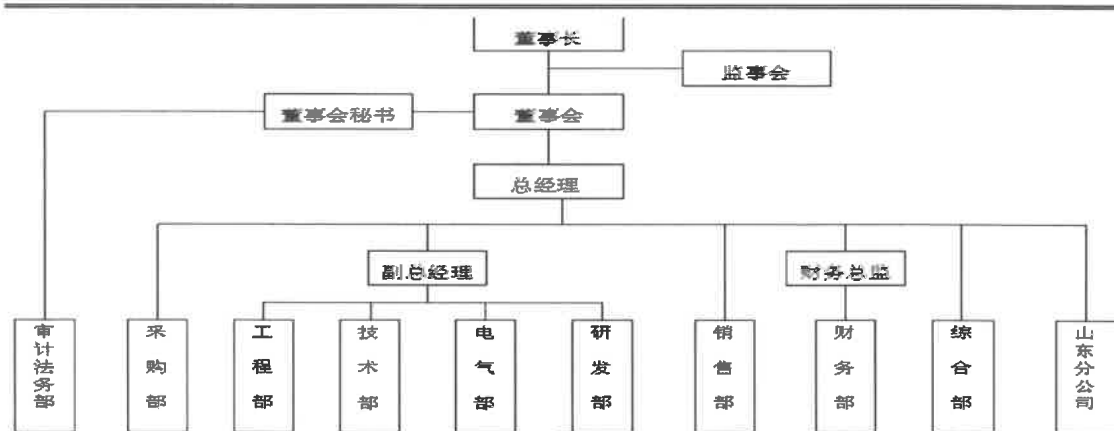 董事长
监事会
董事会秘书
董事会
总经理
副总经理
财务总监
审计法务部
采购部
工程部
技术部
电气部
研发部
销售部
财务部
综合部
山东分公司